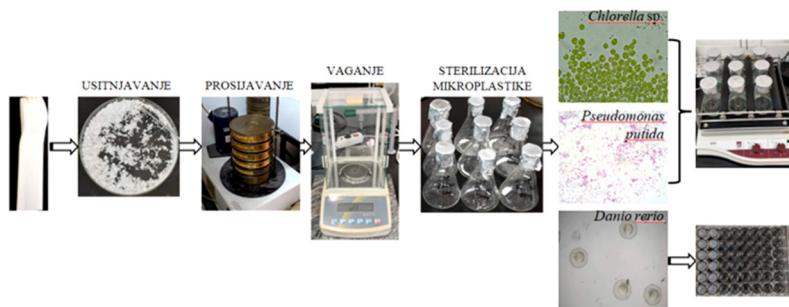 USITNJAVANJE
PROSIJAVANJE
VAGANJE
STERILIZACIJA
MIKROPLASTIKE
Chlorella sp.
Pseudomonas
putida
Danio rerio